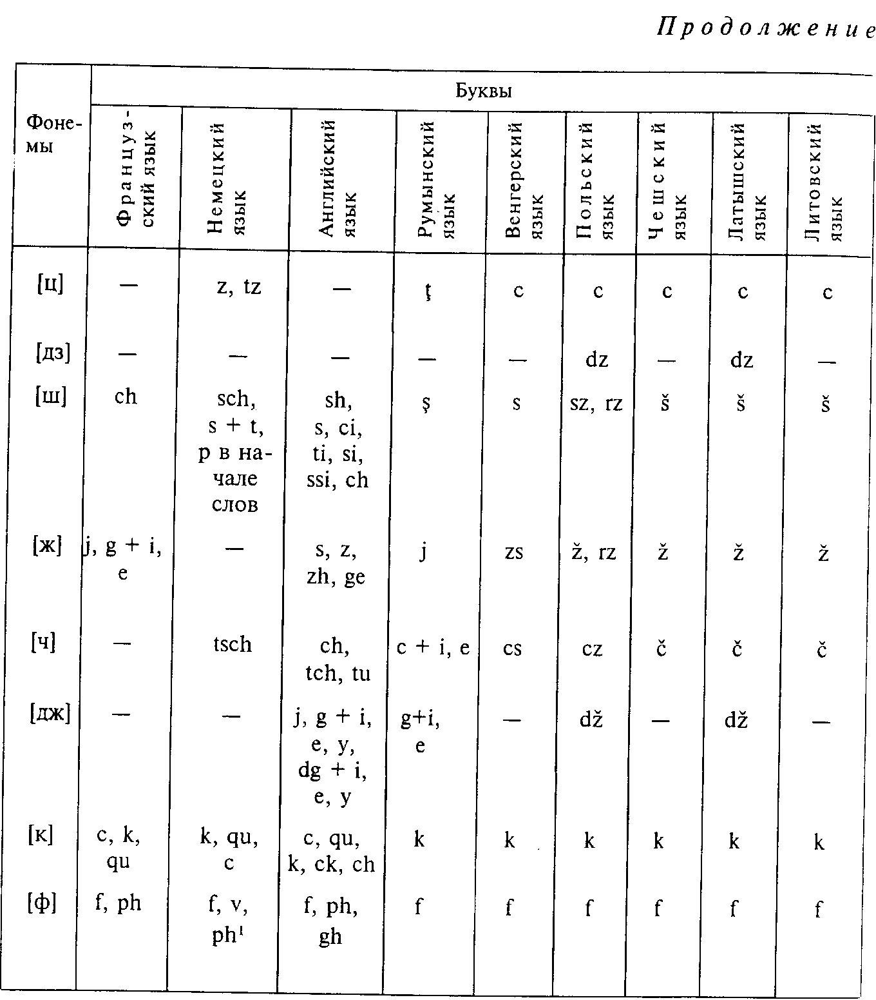 Продолжение
Буквы
Фоне-
мы
Француз-
ский язык
Немецкий
язык
Английский
язык
Румынский
язык
Венгерский
язык
Польский
язык
Чешский
язык
Латышский
язык
Литовский
язык
[ц] — z, tz — ţ c c c c c
[дз] — — — — — dz — dz —
[ш] ch sch, sh, ş s sz, rz š š š
s + t, s, ci,
p в на- ti, si,
чале ssi, ch
слов
[ж] j, g + i, — s, z, j zs ž, rz ž ž ž
e zh, ge
[ч] — tsch ch, c + i, e cs cz č č č
tch, tu
[дж] — — j, g + i, g+i, — dž — dž —
e, y, e
dg + i,
e, y
[к] c, k, k, qu, c, qu, k k k k k k
qu c k, ck, ch
[ф] f, ph f, v, f, ph, f f f f f f
ph¹ gh